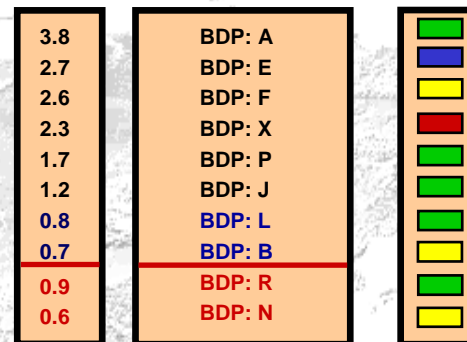 3.8 BDP: A
2.7 BDP: E
2.6 BDP: F
2.3 BDP: X
1.7 BDP: P
1.2 BDP: J
0.8 BDP: L
0.7 BDP: B
0.9 BDP: R
0.6 BDP: N